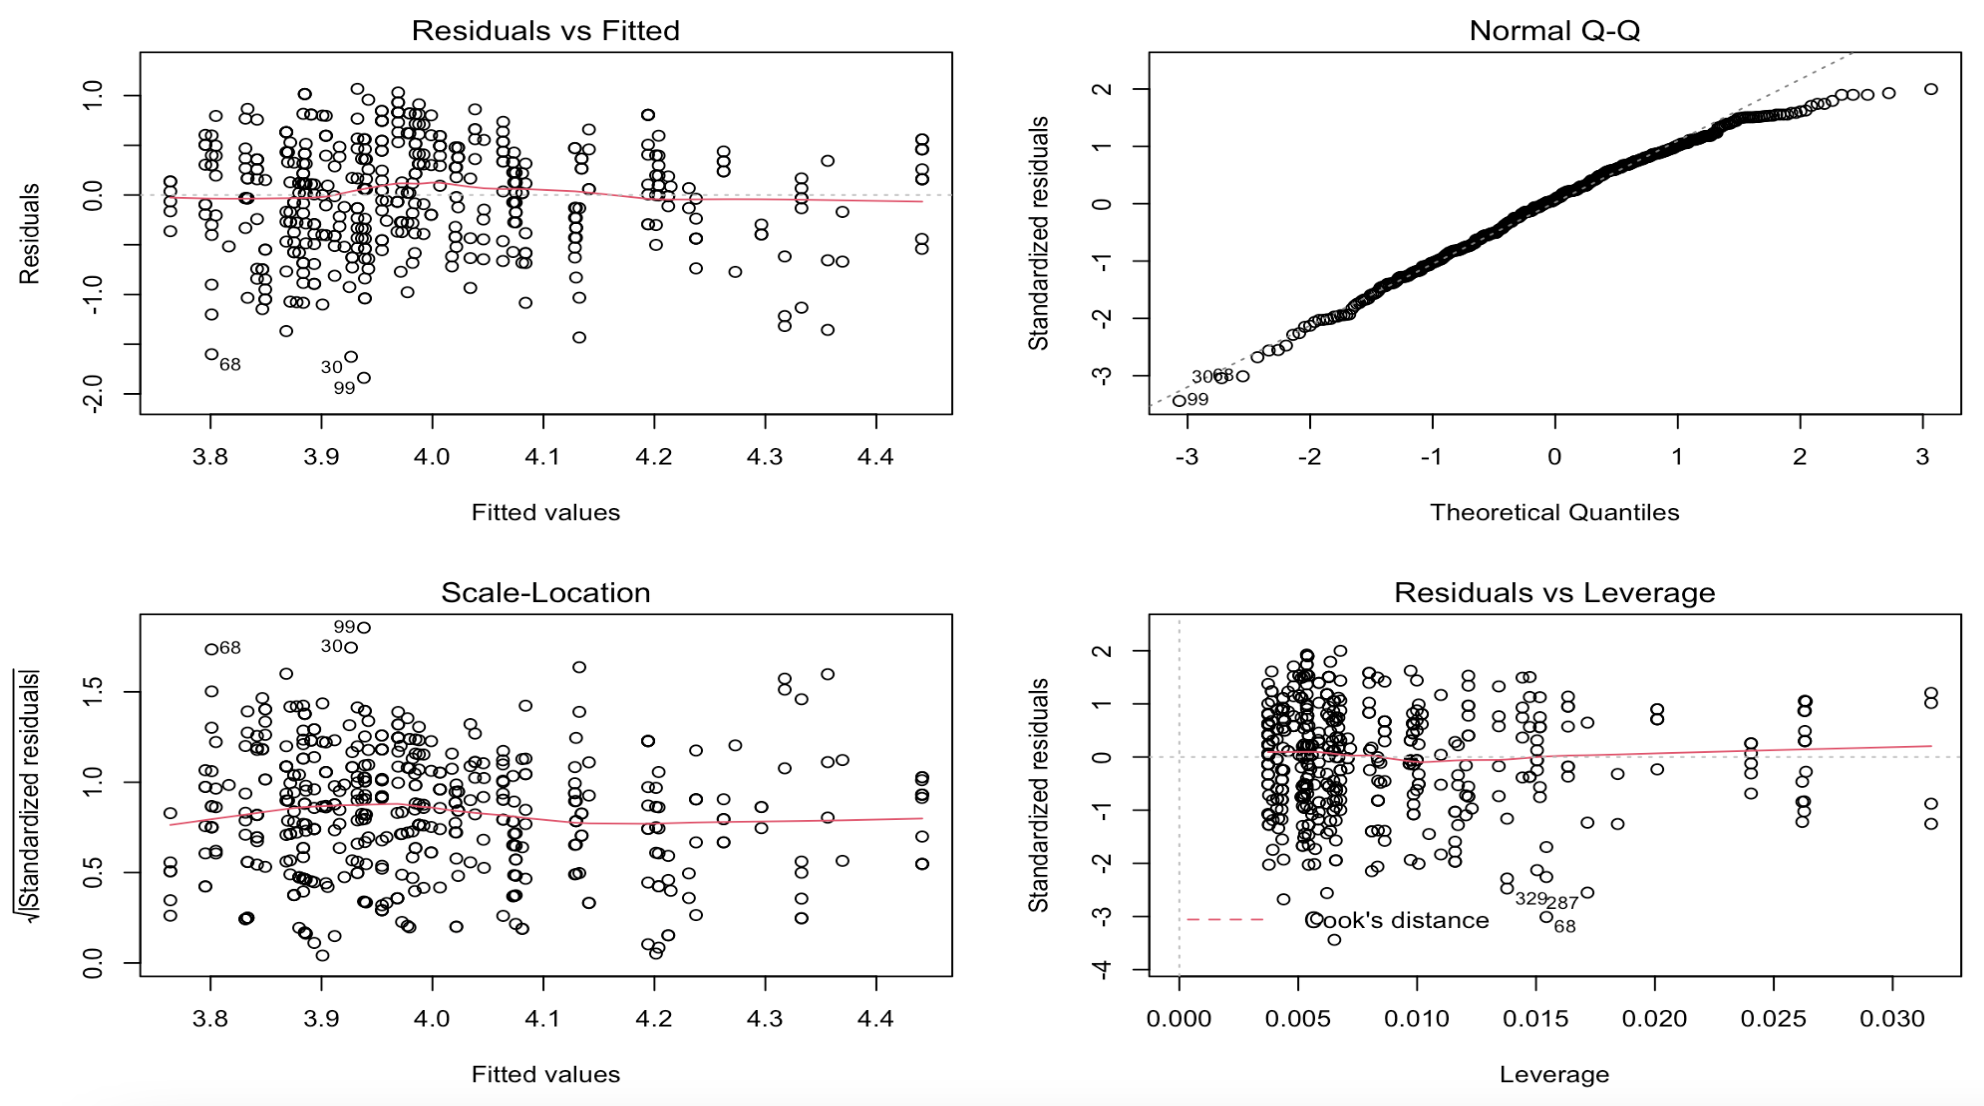 Residuals vs Fitted
Residuals
1.0
0.0
-1.0
-2.0
68
30
99
3.8 3.9 4.0 4.1 4.2 4.3 4.4
Fitted values
Normal Q-Q
Standardized residuals
2
1
0
-1
-2
-3
3068
99
-3 -2 -1 0 1 2 3
Theoretical Quantiles
Scale-Location
√|Standardized residuals|
1.5
1.0
0.5
0.0
99
68
30
3.8 3.9 4.0 4.1 4.2 4.3 4.4
Fitted values
Residuals vs Leverage
Standardized residuals
2
1
0
-1
-2
-3
-4
329
287
Cook's distance
68
0.000 0.005 0.010 0.015 0.020 0.025 0.030
Leverage